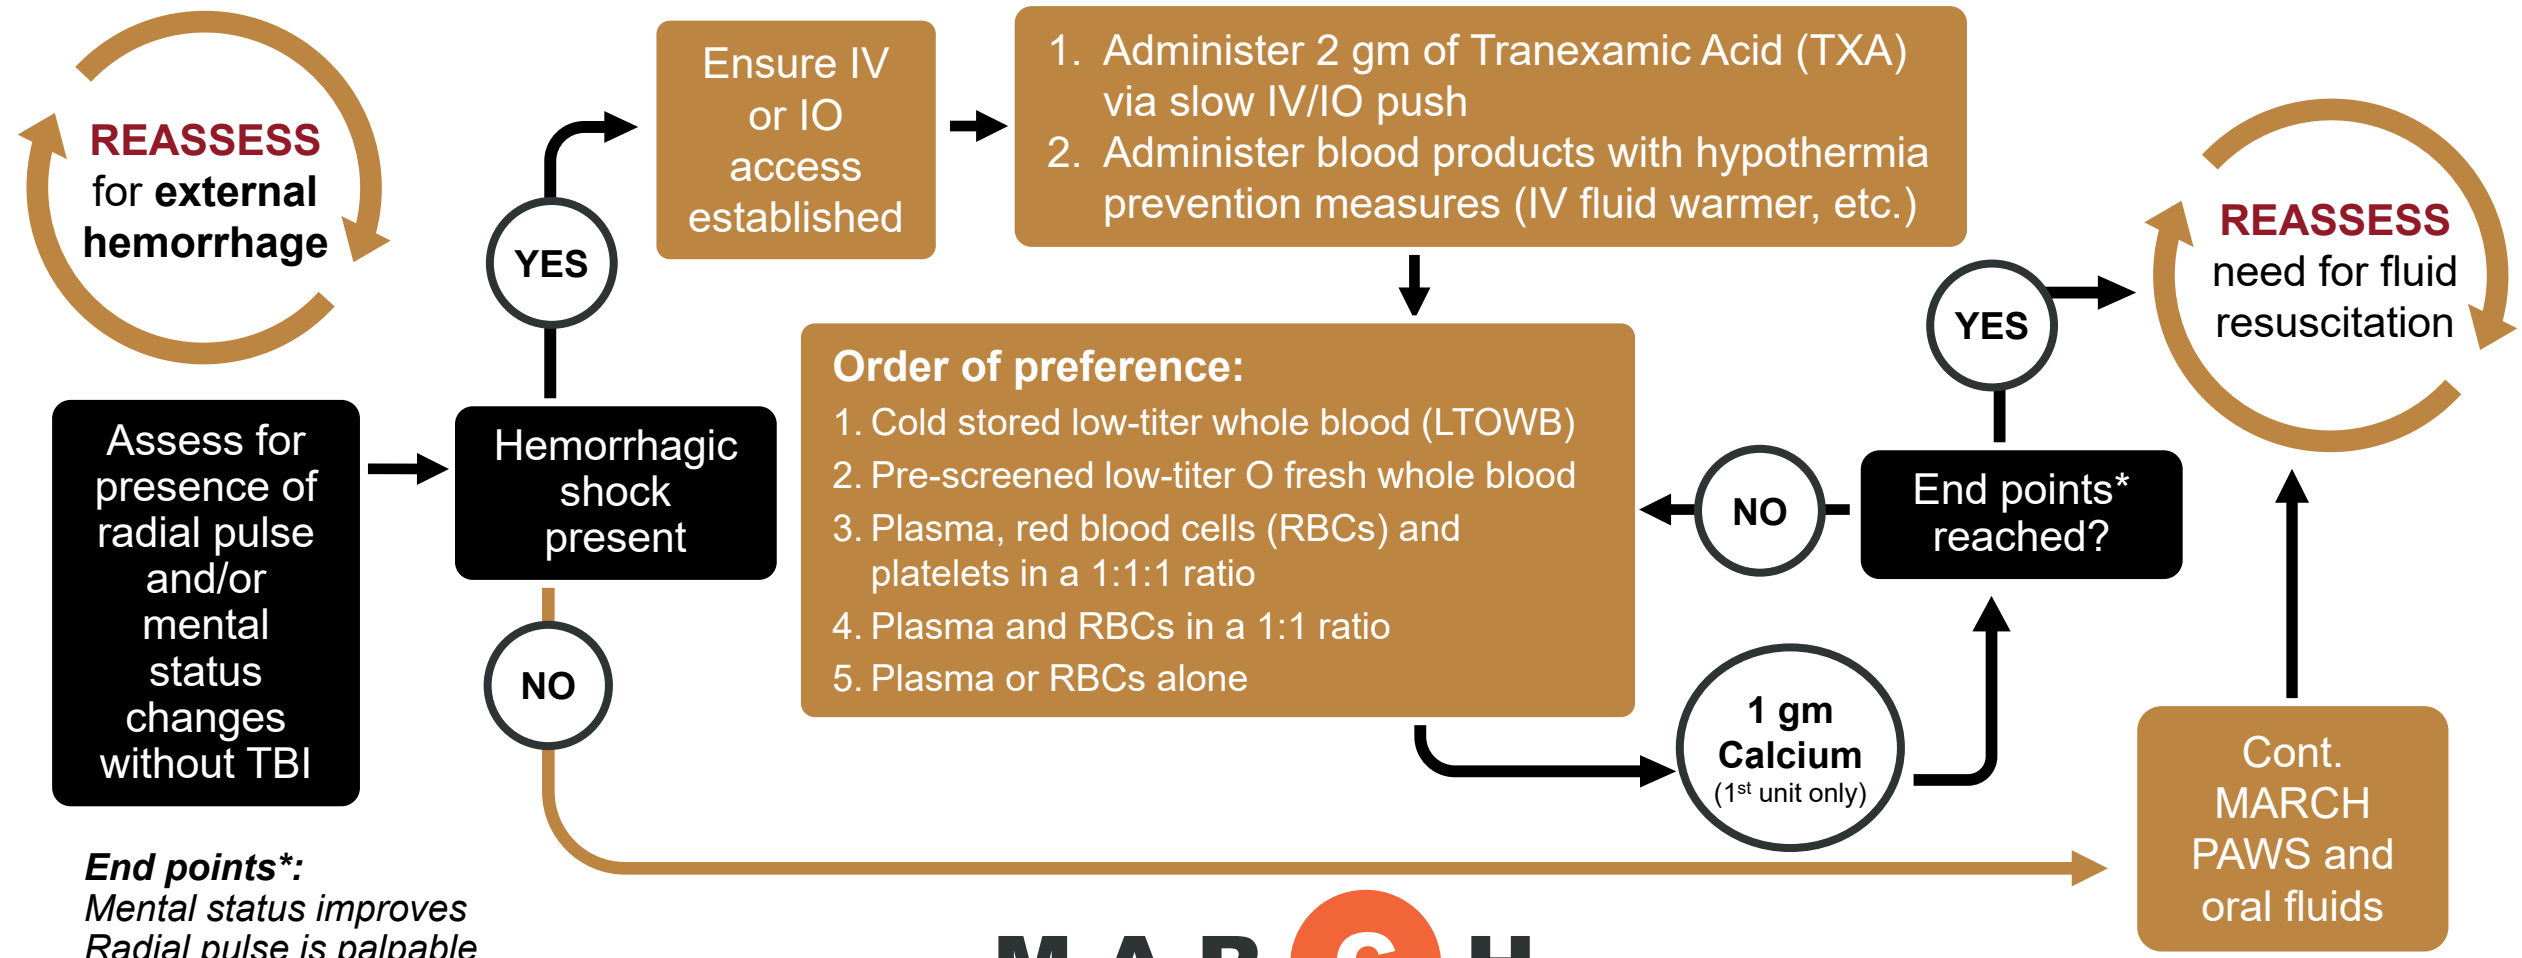 REASSESS
for external
hemorrhage
Assess for
presence of
radial pulse
and/or
mental
status
changes
without TBI
Hemorrhagic
shock
present
YES
NO
Ensure IV
or IO
access
established
1. Administer 2 gm of Tranexamic Acid (TXA)
via slow IV/IO push
2. Administer blood products with hypothermia
prevention measures (IV fluid warmer, etc.)
Order of preference:
1. Cold stored low-titer whole blood (LTOWB)
2. Pre-screened low-titer O fresh whole blood
3. Plasma, red blood cells (RBCs) and
platelets in a 1:1:1 ratio
4. Plasma and RBCs in a 1:1 ratio
5. Plasma or RBCs alone
1 gm
Calcium
(1st unit only)
End points*
reached?
NO
YES
REASSESS
need for fluid
resuscitation
Cont.
MARCH
PAWS and
oral fluids
End points*:
Mental status improves
Radial pulse is palpable
M A R C H